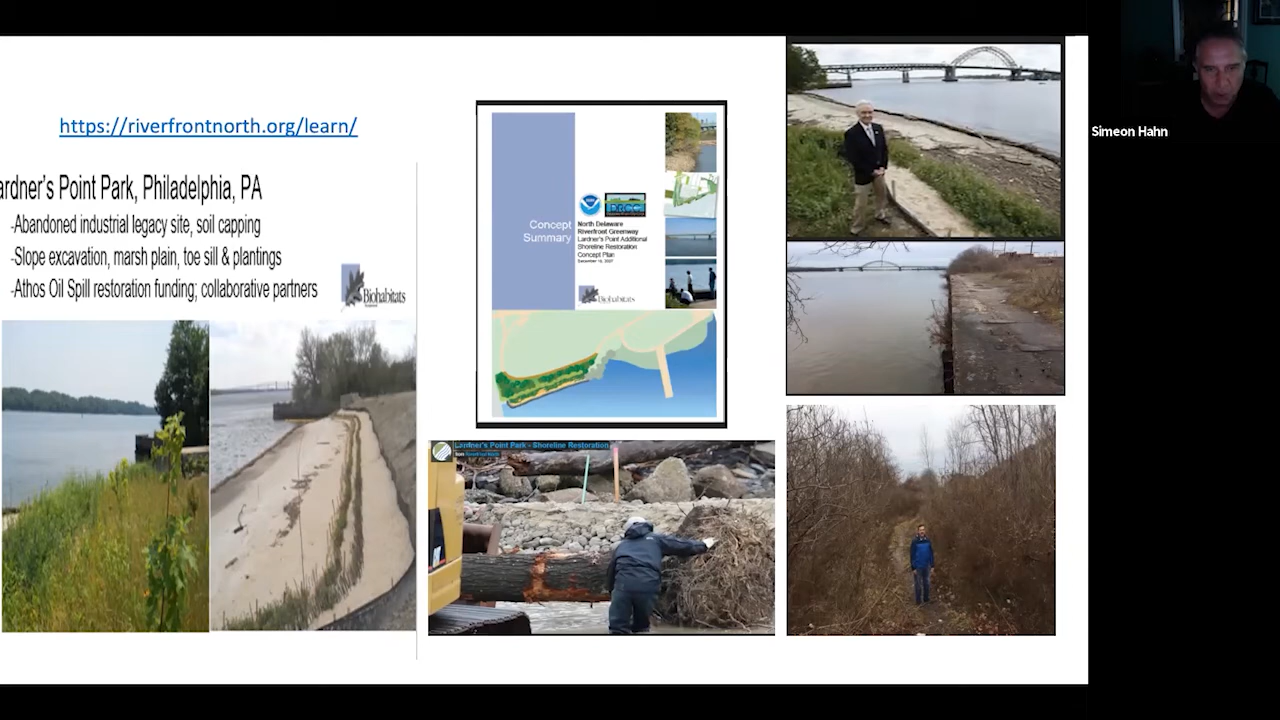 https://riverfrontnorth.org/learn/
ardner's Point Park, Philadelphia, PA
-Abandoned industrial legacy site, soil capping
-Slope excavation, marsh plain, toe sill & plantings
-Athos Oil Spill restoration funding; collaborative partners
Biohabitats
Concept
Summary
North Delaware
Riverfront Greenway
Lardner's Point Additional
Shoreline Restoration
Concept Plan
Biohabitats
Lardner's Point Park - Shoreline Restoration
Simeon Hahn